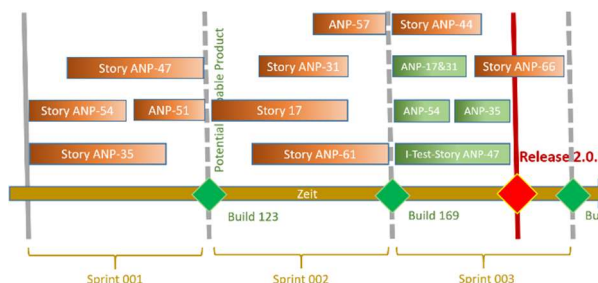 ANP-57
Story ANP-44
Story ANP-47
Story ANP-31
ANP-17&31
Story ANP-66
Story ANP-54
ANP-51
Story 17
ANP-54
ANP-35
Story ANP-35
Story ANP-61
I-Test-Story ANP-47
Release 2.0.
Zeit
Build 123
Build 169
Bu
Sprint 001
Sprint 002
Sprint 003
Product